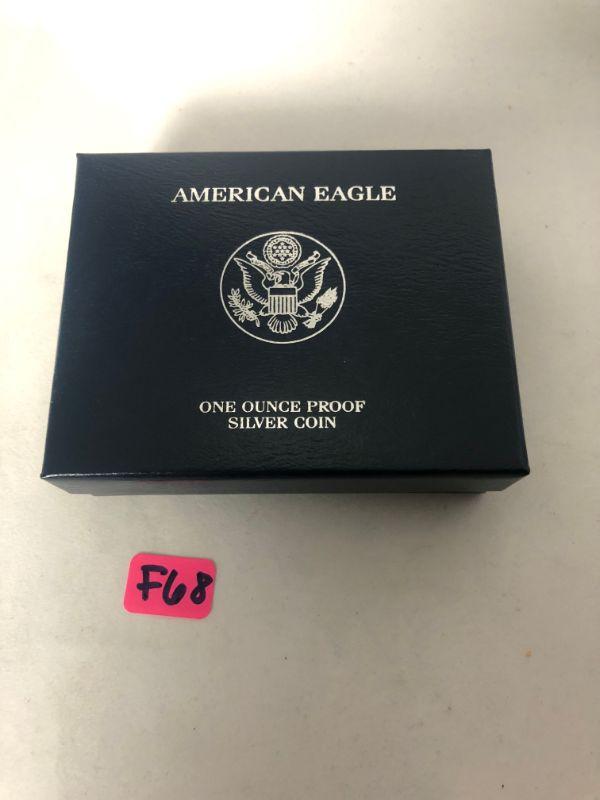 AMERICAN EAGLE
ONE OUNCE PROOF
SILVER COIN
F68